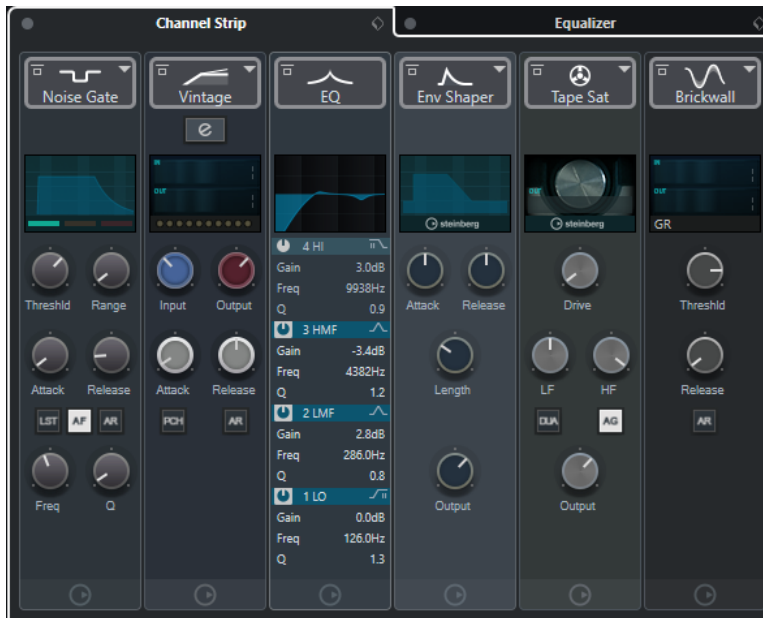 Channel Strip
Equalizer
Noise Gate
Vintage
EQ
Env Shaper
Tape Sat
Brickwall
e
IN
OUT
steinberg
OUT
steinberg
IN
OUT
GR
Threshld Range
Attack Release
LST AF AR
Freq Q
Input Output
Attack Release
PCH AR
4 HI
Gain 3.0dB
Freq 9938Hz
Q 0.9
3 HMF
Gain -3.4dB
Freq 4382Hz
Q 1.2
2 LMF
Gain 2.8dB
Freq 286.0Hz
Q 0.8
1 LO
Gain 0.0dB
Freq 126.0Hz
Q 1.3
Attack Release
Length
Output
Drive
LF HF
DUA AG
Output
Threshld
Release
AR